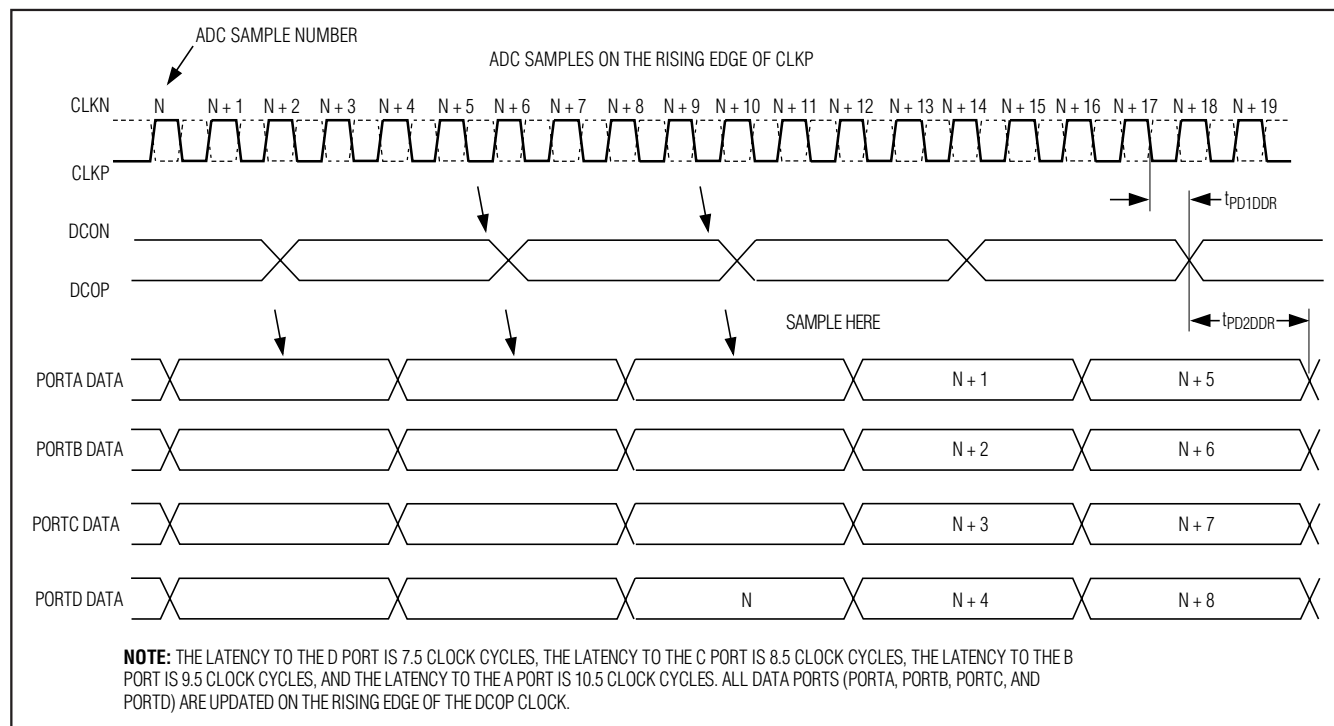 ADC SAMPLE NUMBER
ADC SAMPLES ON THE RISING EDGE OF CLKP
CLKN
N N + 1 N + 2 N + 3 N + 4 N + 5 N + 6 N + 7 N + 8 N + 9 N + 10 N + 11 N + 12 N + 13 N + 14 N + 15 N + 16 N + 17 N + 18 N + 19
CLKP
tPD1DDR
DCON
DCOP
SAMPLE HERE
tPD2DDR
PORTA DATA N + 1 N + 5
PORTB DATA N + 2 N + 6
PORTC DATA N + 3 N + 7
PORTD DATA N N + 4 N + 8
NOTE: THE LATENCY TO THE D PORT IS 7.5 CLOCK CYCLES, THE LATENCY TO THE C PORT IS 8.5 CLOCK CYCLES, THE LATENCY TO THE B
PORT IS 9.5 CLOCK CYCLES, AND THE LATENCY TO THE A PORT IS 10.5 CLOCK CYCLES. ALL DATA PORTS (PORTA, PORTB, PORTC, AND
PORTD) ARE UPDATED ON THE RISING EDGE OF THE DCOP CLOCK.